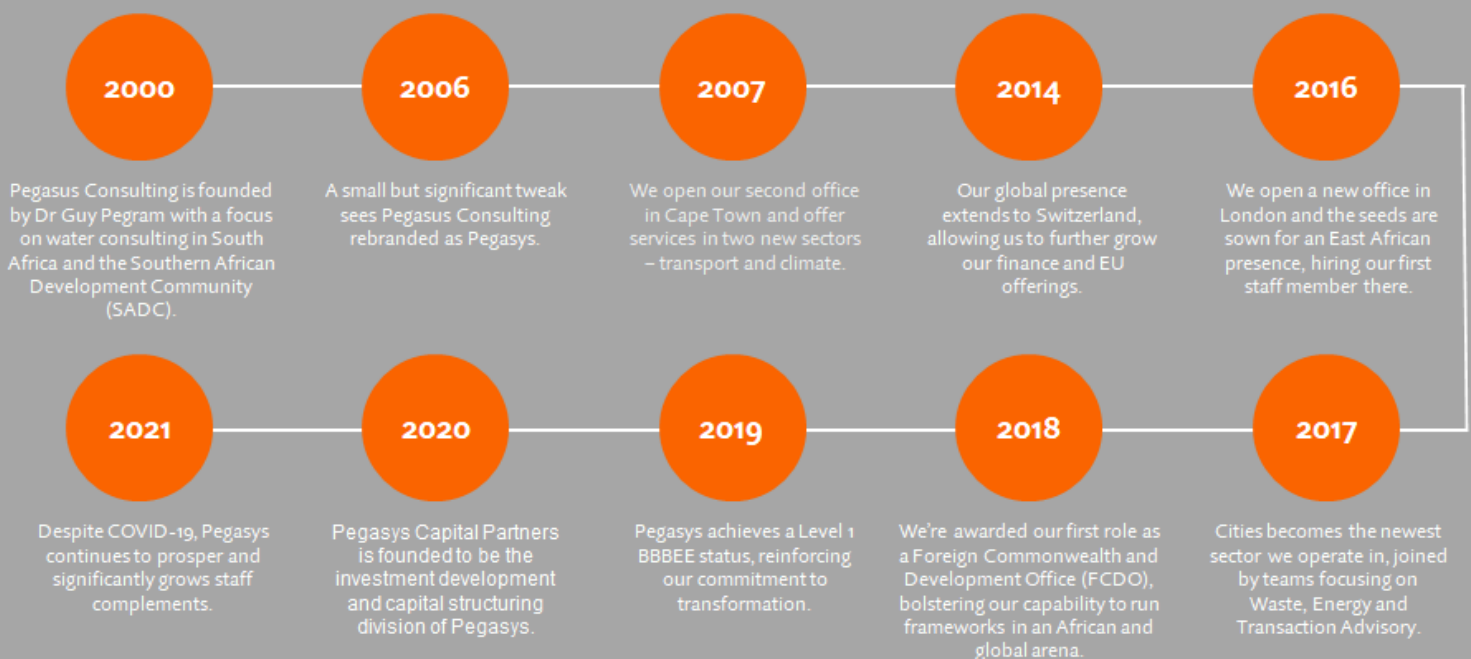 2000
Pegasus Consulting is founded
by Dr Guy Pegram with a focus
on water consulting in South
Africa and the Southern African
Development Community
(SADC).
2006
A small but significant tweak
sees Pegasus Consulting
rebranded as Pegasys.
2007
We open our second office
in Cape Town and offer
services in two new sectors
– transport and climate.
2014
Our global presence
extends to Switzerland,
allowing us to further grow
our finance and EU
offerings.
2016
We open a new office in
London and the seeds are
sown for an East African
presence, hiring our first
staff member there.
2017
Cities becomes the newest
sector we operate in, joined
by teams focusing on
Waste, Energy and
Transaction Advisory.
2018
We're awarded our first role as
a Foreign Commonwealth and
Development Office (FCDO),
bolstering our capability to run
frameworks in an African and
global arena.
2019
Pegasys achieves a Level 1
BBBEE status, reinforcing
our commitment to
transformation.
2020
Pegasys Capital Partners
is founded to be the
investment development
and capital structuring
division of Pegasys.
2021
Despite COVID-19, Pegasys
continues to prosper and
significantly grows staff
complements.